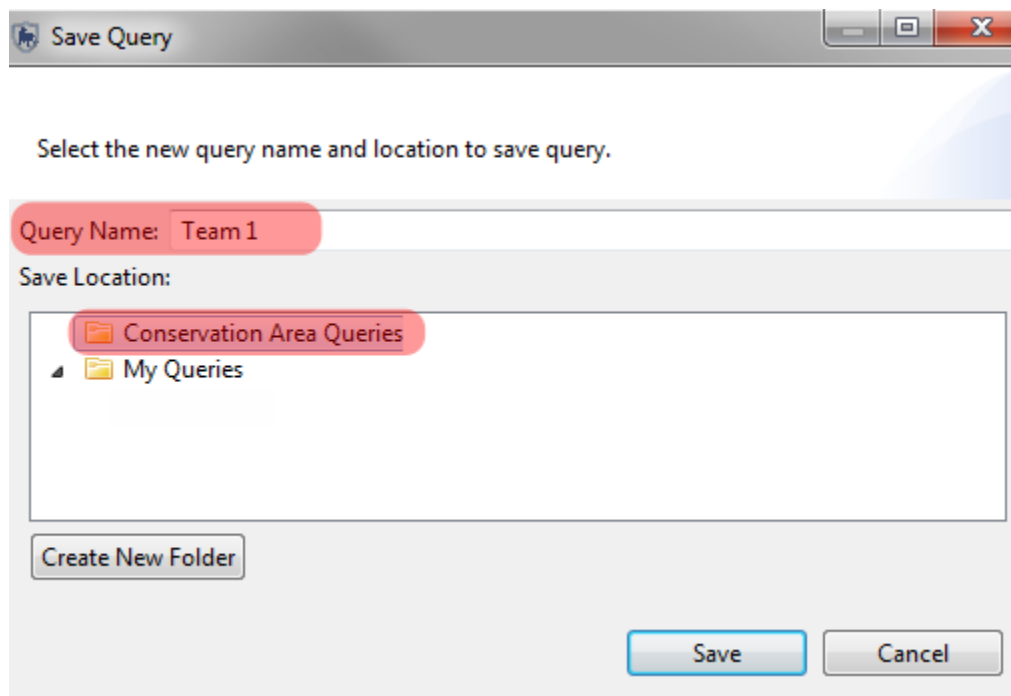 Save Query
Select the new query name and location to save query.
Query Name: Team 1
Save Location:
Conservation Area Queries
My Queries
Create New Folder
Save Cancel